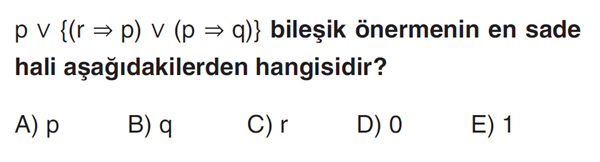 p ∨ {(r ⇒ p) ∨ (p ⇒ q)} bileşik önermenin en sade
hali aşağıdakilerden hangisidir?
A) p B) q C) r D) 0 E) 1